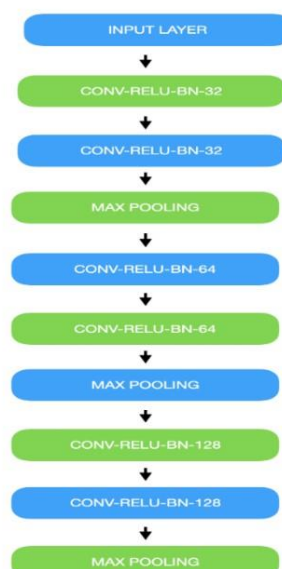 INPUT LAYER
CONV-RELU-BN-32
CONV-RELU-BN-32
MAX POOLING
CONV-RELU-BN-64
CONV-RELU-BN-64
MAX POOLING
CONV-RELU-BN-128
CONV-RELU-BN-128
MAX POOLING